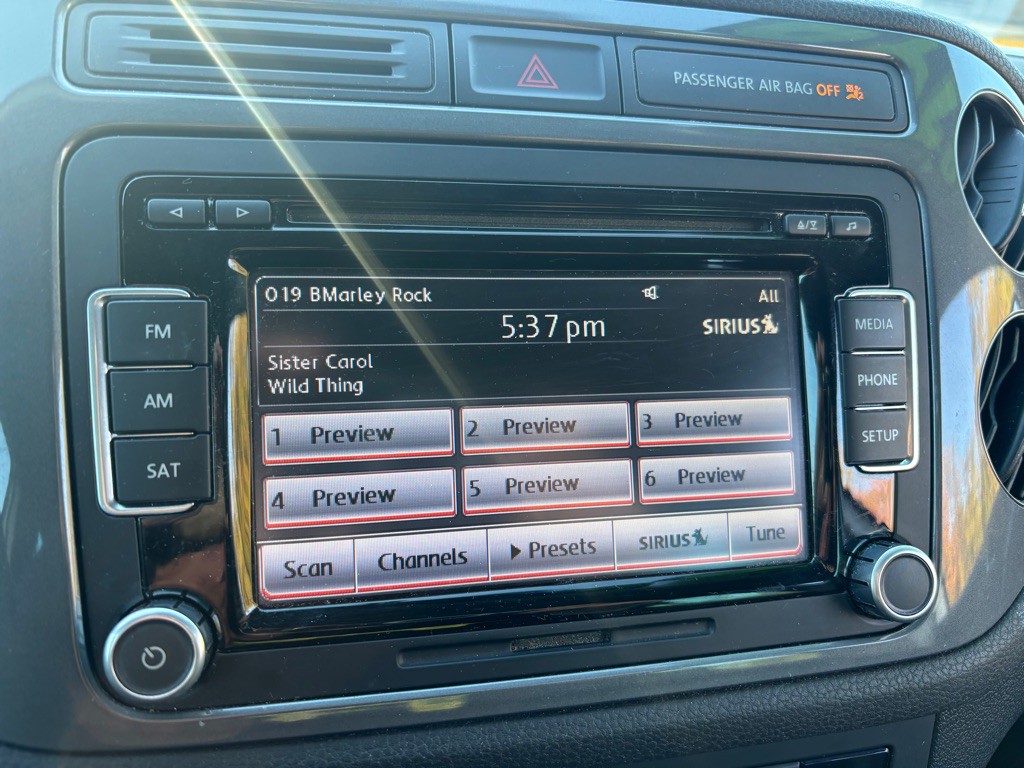 PASSENGER AIR BAG OFF
019 BMarley Rock All
5:37 pm SIRIUS
Sister Carol
Wild Thing
FM
AM
SAT
MEDIA
PHONE
SETUP
1 Preview 2 Preview 3 Preview
4 Preview 5 Preview 6 Preview
Scan Channels Presets SIRIUS Tune